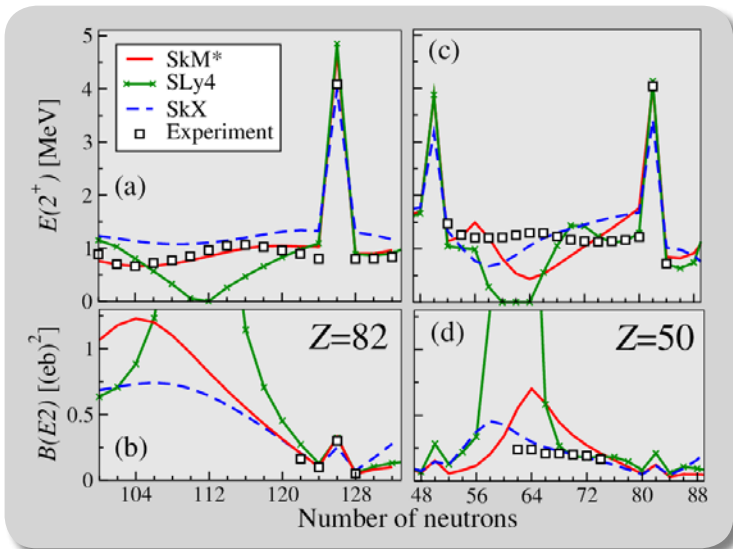 5
4
3
2
1
0
E(2⁺) [MeV]
SkM*
SLy4
SkX
Experiment
(a)
(c)
1
0.5
0
B(E2) [(eb)²]
Z=82
(b)
(d)
Z=50
104 112 120 128 48 56 64 72 80 88
Number of neutrons